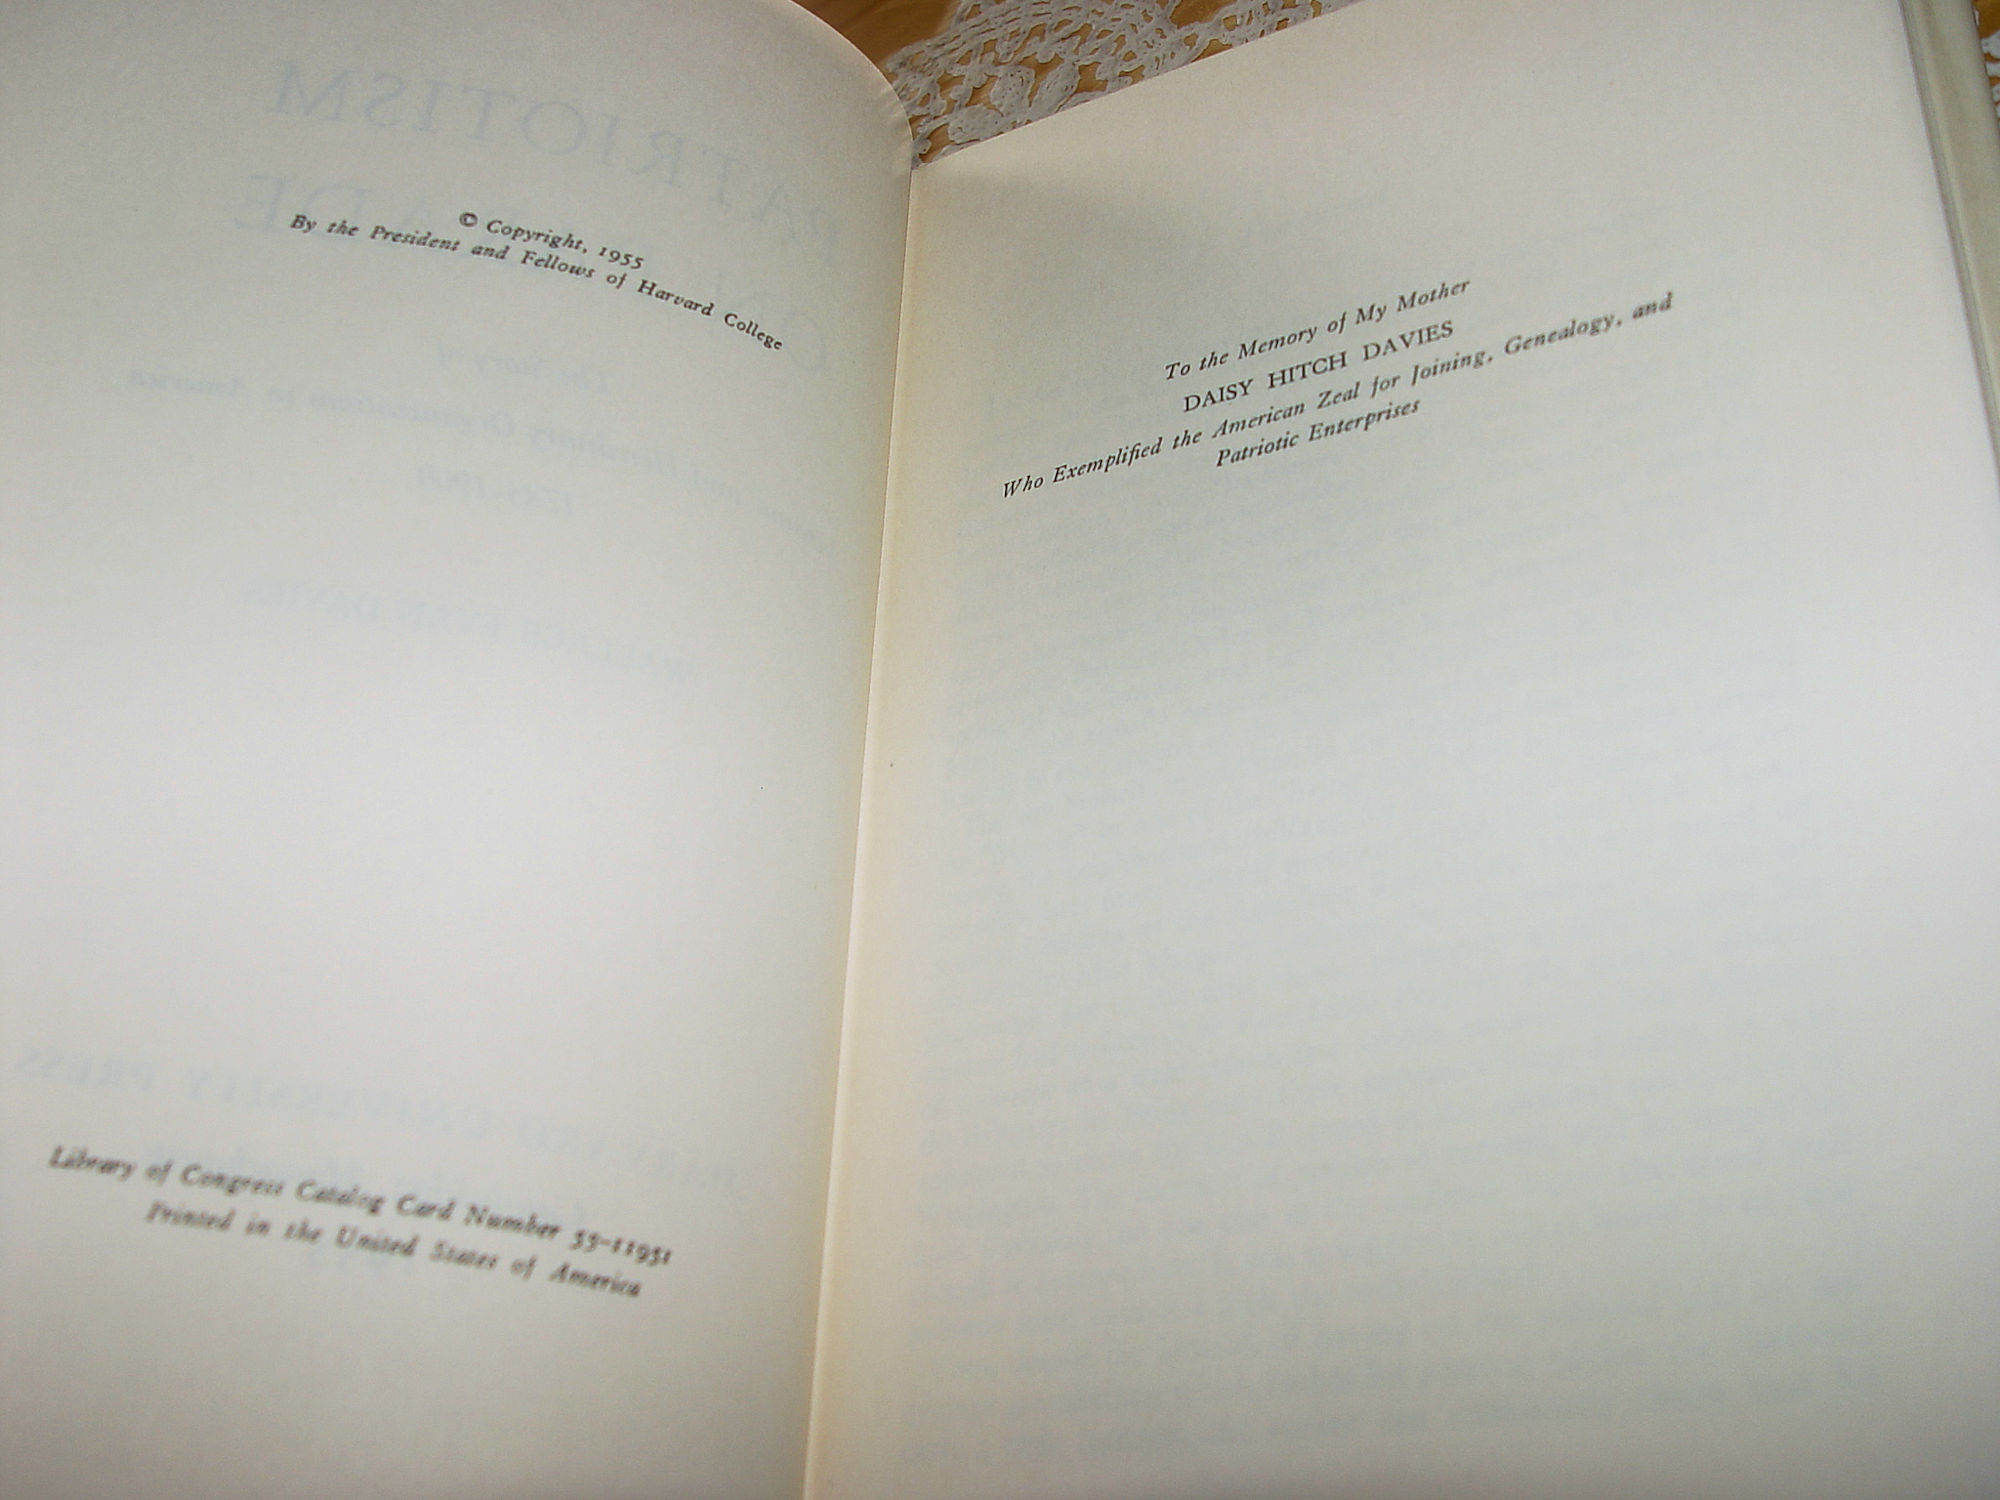 © Copyright, 1955
By the President and Fellows of Harvard College
Library of Congress Catalog Card Number 55-11951
Printed in the United States of America
To the Memory of My Mother
DAISY HITCH DAVIES
Who Exemplified the American Zeal for Joining, Genealogy, and
Patriotic Enterprises